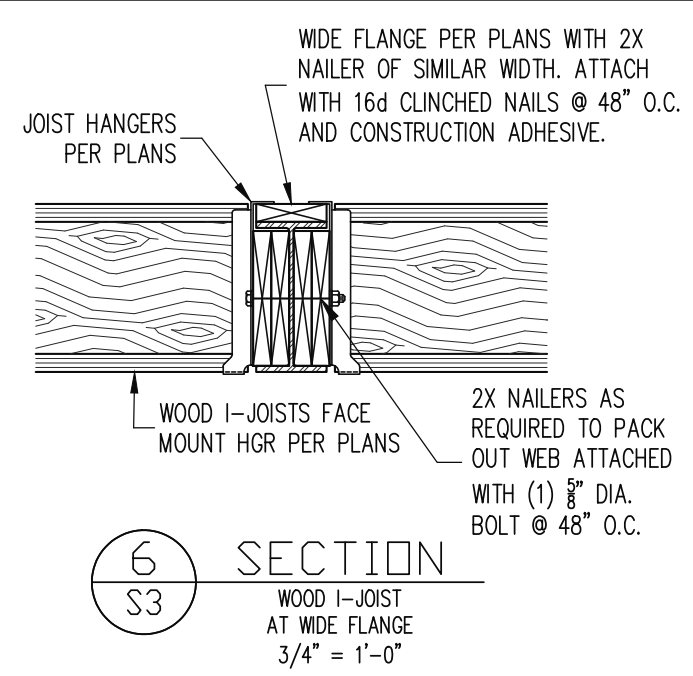 WIDE FLANGE PER PLANS WITH 2X
NAILER OF SIMILAR WIDTH. ATTACH
WITH 16d CLINCHED NAILS @ 48" O.C.
AND CONSTRUCTION ADHESIVE.
JOIST HANGERS
PER PLANS
WOOD I-JOISTS FACE
MOUNT HGR PER PLANS
2X NAILERS AS
REQUIRED TO PACK
OUT WEB ATTACHED
WITH (1) 5/8" DIA.
BOLT @ 48" O.C.
6
S3
SECTION
WOOD I-JOIST
AT WIDE FLANGE
3/4" = 1'-0"